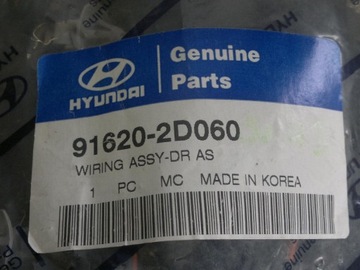 HYUNDAI
Genuine
Parts
91620-2D060
WIRING ASSY-DR AS
1 PC MC MADE IN KOREA